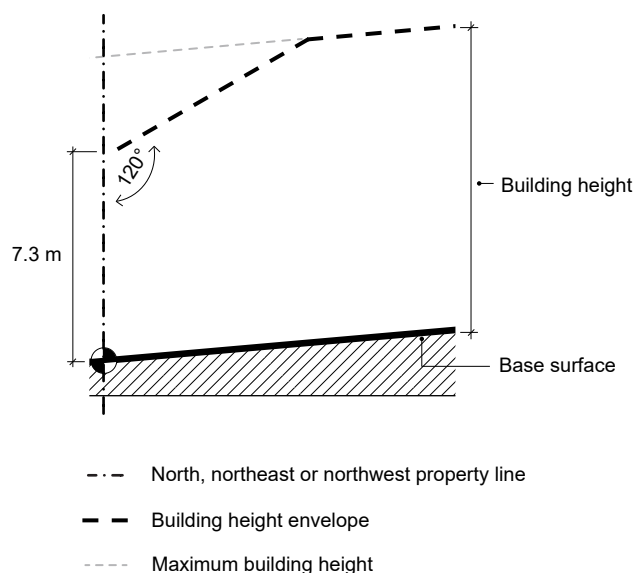 120°
Building height
7.3 m
Base surface
North, northeast or northwest property line
Building height envelope
Maximum building height